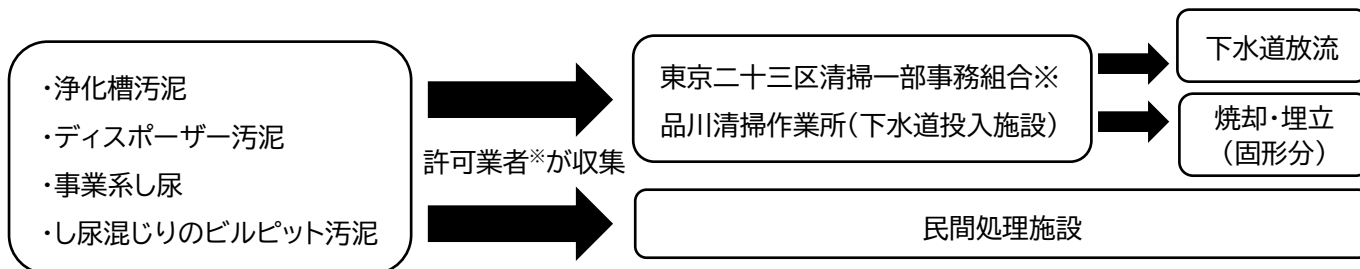 ・浄化槽汚泥
・ディスポーザー汚泥
・事業系し尿
・し尿混じりのビルピット汚泥
許可業者※が収集
東京二十三区清掃一部事務組合※
品川清掃作業所(下水道投入施設)
下水道放流
焼却・埋立
(固形分)
民間処理施設